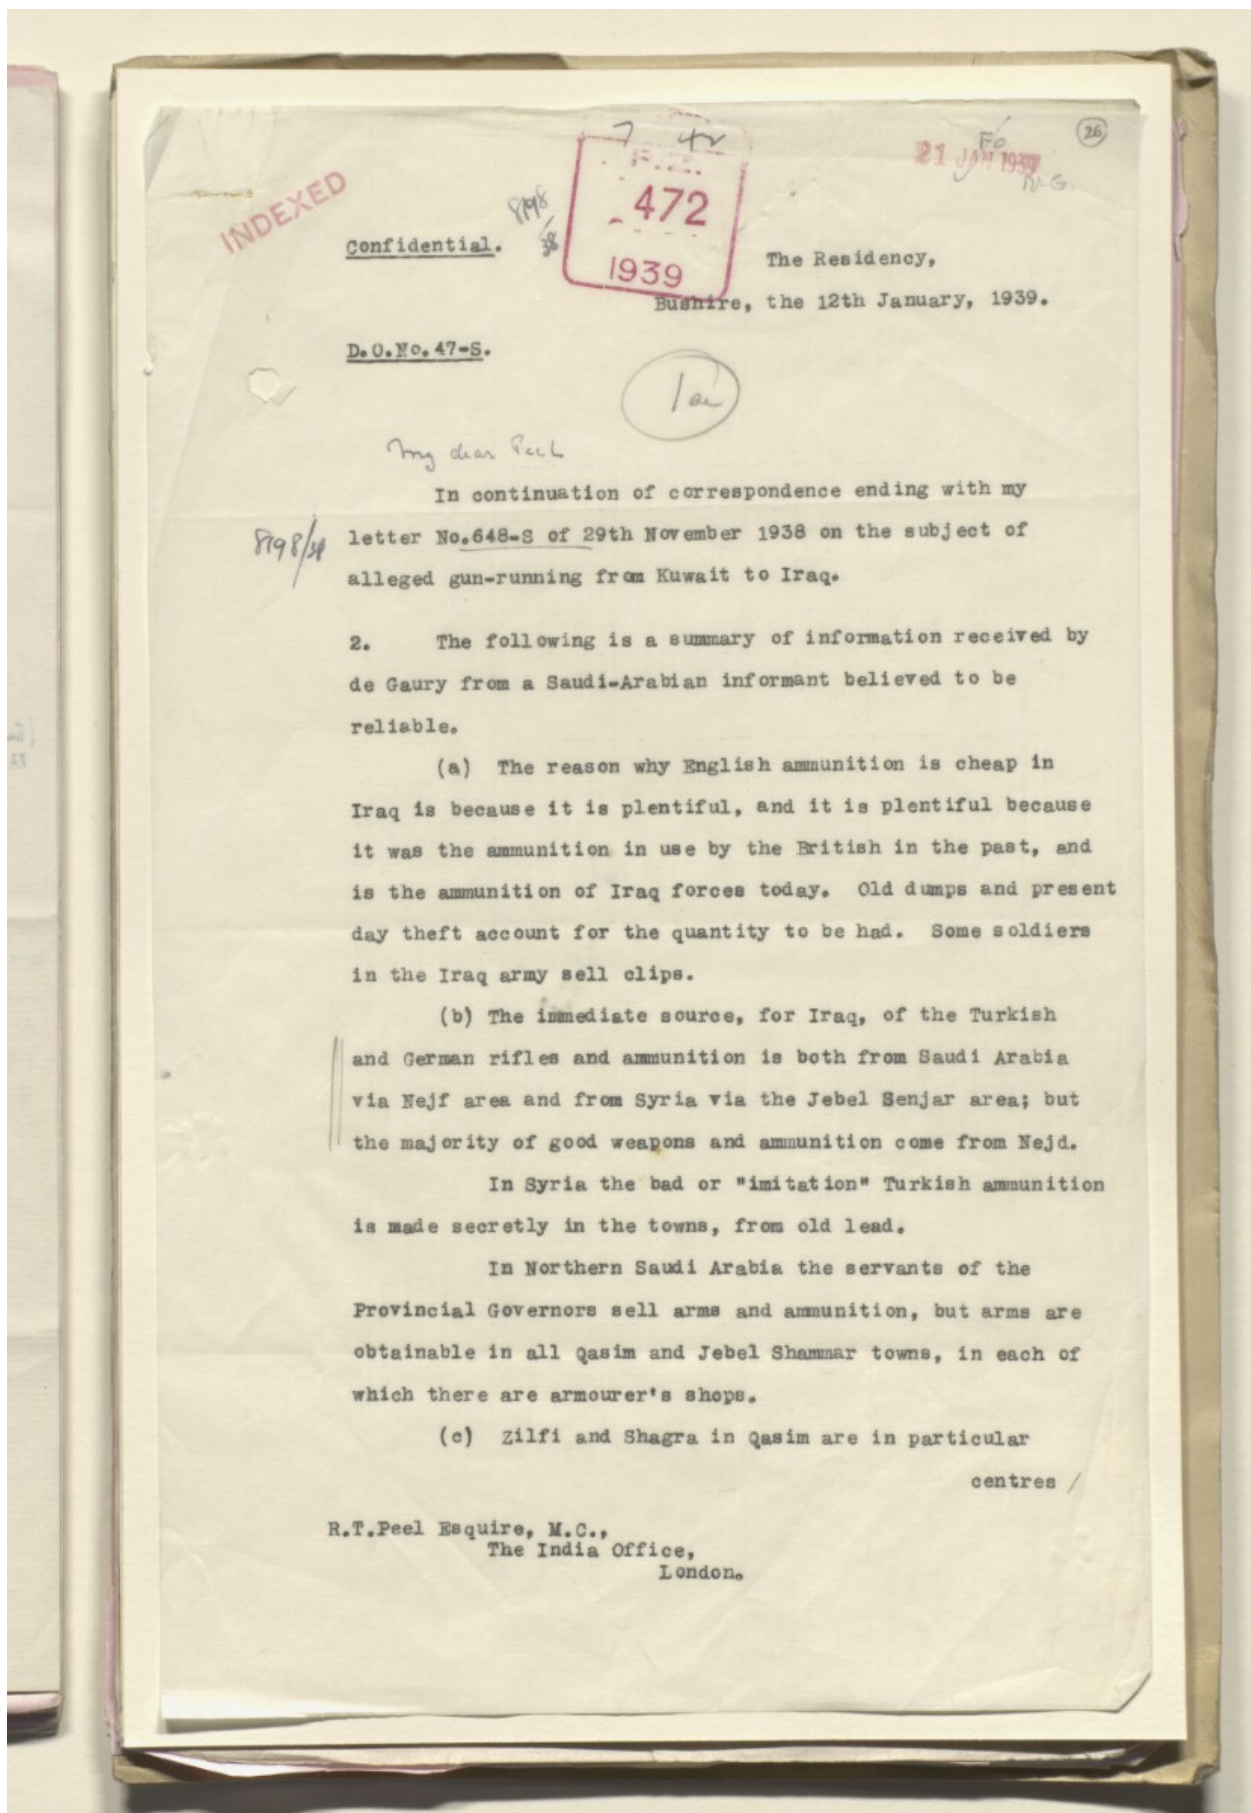 7 42
26
21 JAN 1939
Fo
INDEXED
P.Z.
472
1939
8198/38
Confidential.
The Residency,
Bushire, the 12th January, 1939.
D.O.No.47-S.
My dear Peel
In continuation of correspondence ending with my
8198/38
letter No.648-S of 29th November 1938 on the subject of
alleged gun-running from Kuwait to Iraq.
2. The following is a summary of information received by
de Gaury from a Saudi-Arabian informant believed to be
reliable.
(a) The reason why English ammunition is cheap in
Iraq is because it is plentiful, and it is plentiful because
it was the ammunition in use by the British in the past, and
is the ammunition of Iraq forces today. Old dumps and present
day theft account for the quantity to be had. Some soldiers
in the Iraq army sell clips.
(b) The immediate source, for Iraq, of the Turkish
and German rifles and ammunition is both from Saudi Arabia
via Nejf area and from Syria via the Jebel Senjar area; but
the majority of good weapons and ammunition come from Nejd.
In Syria the bad or "imitation" Turkish ammunition
is made secretly in the towns, from old lead.
In Northern Saudi Arabia the servants of the
Provincial Governors sell arms and ammunition, but arms are
obtainable in all Qasim and Jebel Shammar towns, in each of
which there are armourer's shops.
(c) Zilfi and Shagra in Qasim are in particular
centres /
R.T.Peel Esquire, M.C.,
The India Office,
London.